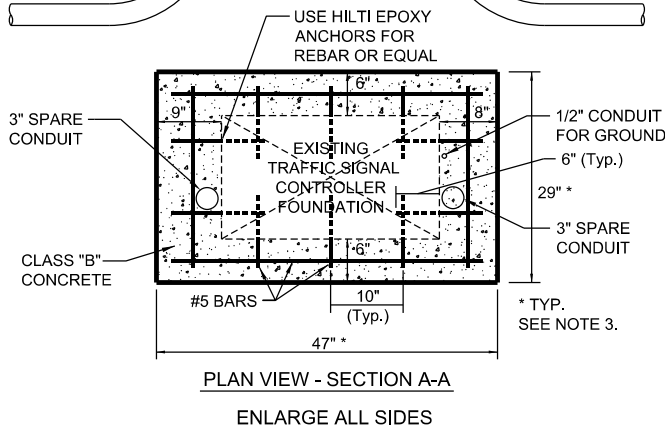 USE HILTI EPOXY
ANCHORS FOR
REBAR OR EQUAL
6"
9"
8"
3" SPARE
CONDUIT
1/2" CONDUIT
FOR GROUND
EXISTING
TRAFFIC SIGNAL
CONTROLLER
FOUNDATION
6" (Typ.)
29" *
3" SPARE
CONDUIT
CLASS "B"
CONCRETE
6"
#5 BARS
10"
(Typ.)
* TYP.
SEE NOTE 3.
47" *
PLAN VIEW - SECTION A-A
ENLARGE ALL SIDES